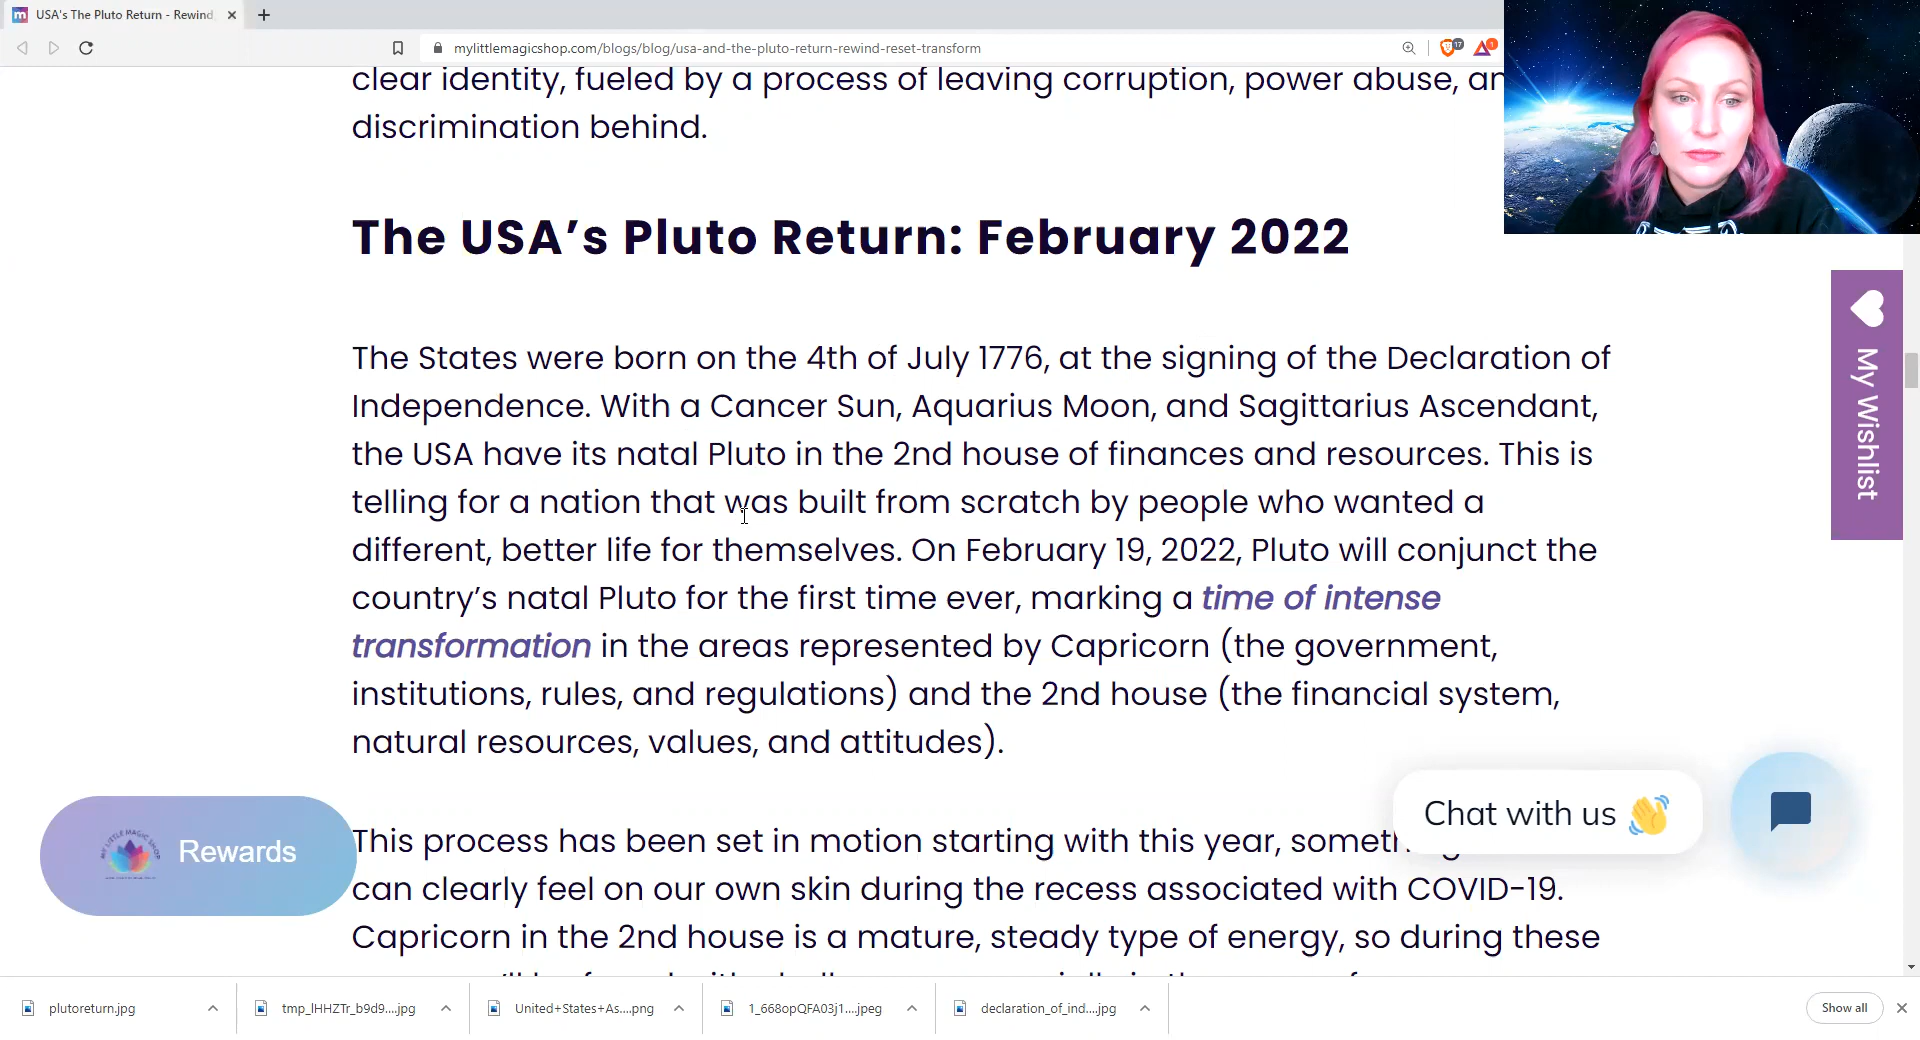 USA's The Pluto Return - Rewind
mylittlemagicshop.com/blogs/blog/usa-and-the-pluto-return-rewind-reset-transform
17
1
clear identity, fueled by a process of leaving corruption, power abuse,
discrimination behind.
The USA’s Pluto Return: February 2022
The States were born on the 4th of July 1776, at the signing of the Declaration of
Independence. With a Cancer Sun, Aquarius Moon, and Sagittarius Ascendant,
the USA have its natal Pluto in the 2nd house of finances and resources. This is
telling for a nation that was built from scratch by people who wanted a
different, better life for themselves. On February 19, 2022, Pluto will conjunct the
country’s natal Pluto for the first time ever, marking a time of intense
transformation in the areas represented by Capricorn (the government,
institutions, rules, and regulations) and the 2nd house (the financial system,
natural resources, values, and attitudes).
This process has been set in motion starting with this year,
can clearly feel on our own skin during the recess associated with COVID-19.
Capricorn in the 2nd house is a mature, steady type of energy, so during these
My Wishlist
Chat with us 👋
Rewards
plutoreturn.jpg
tmp_lHHZTr_b9d9....jpg
United+States+As....png
1_668opQFA03j1....jpeg
declaration_of_ind....jpg
Show all